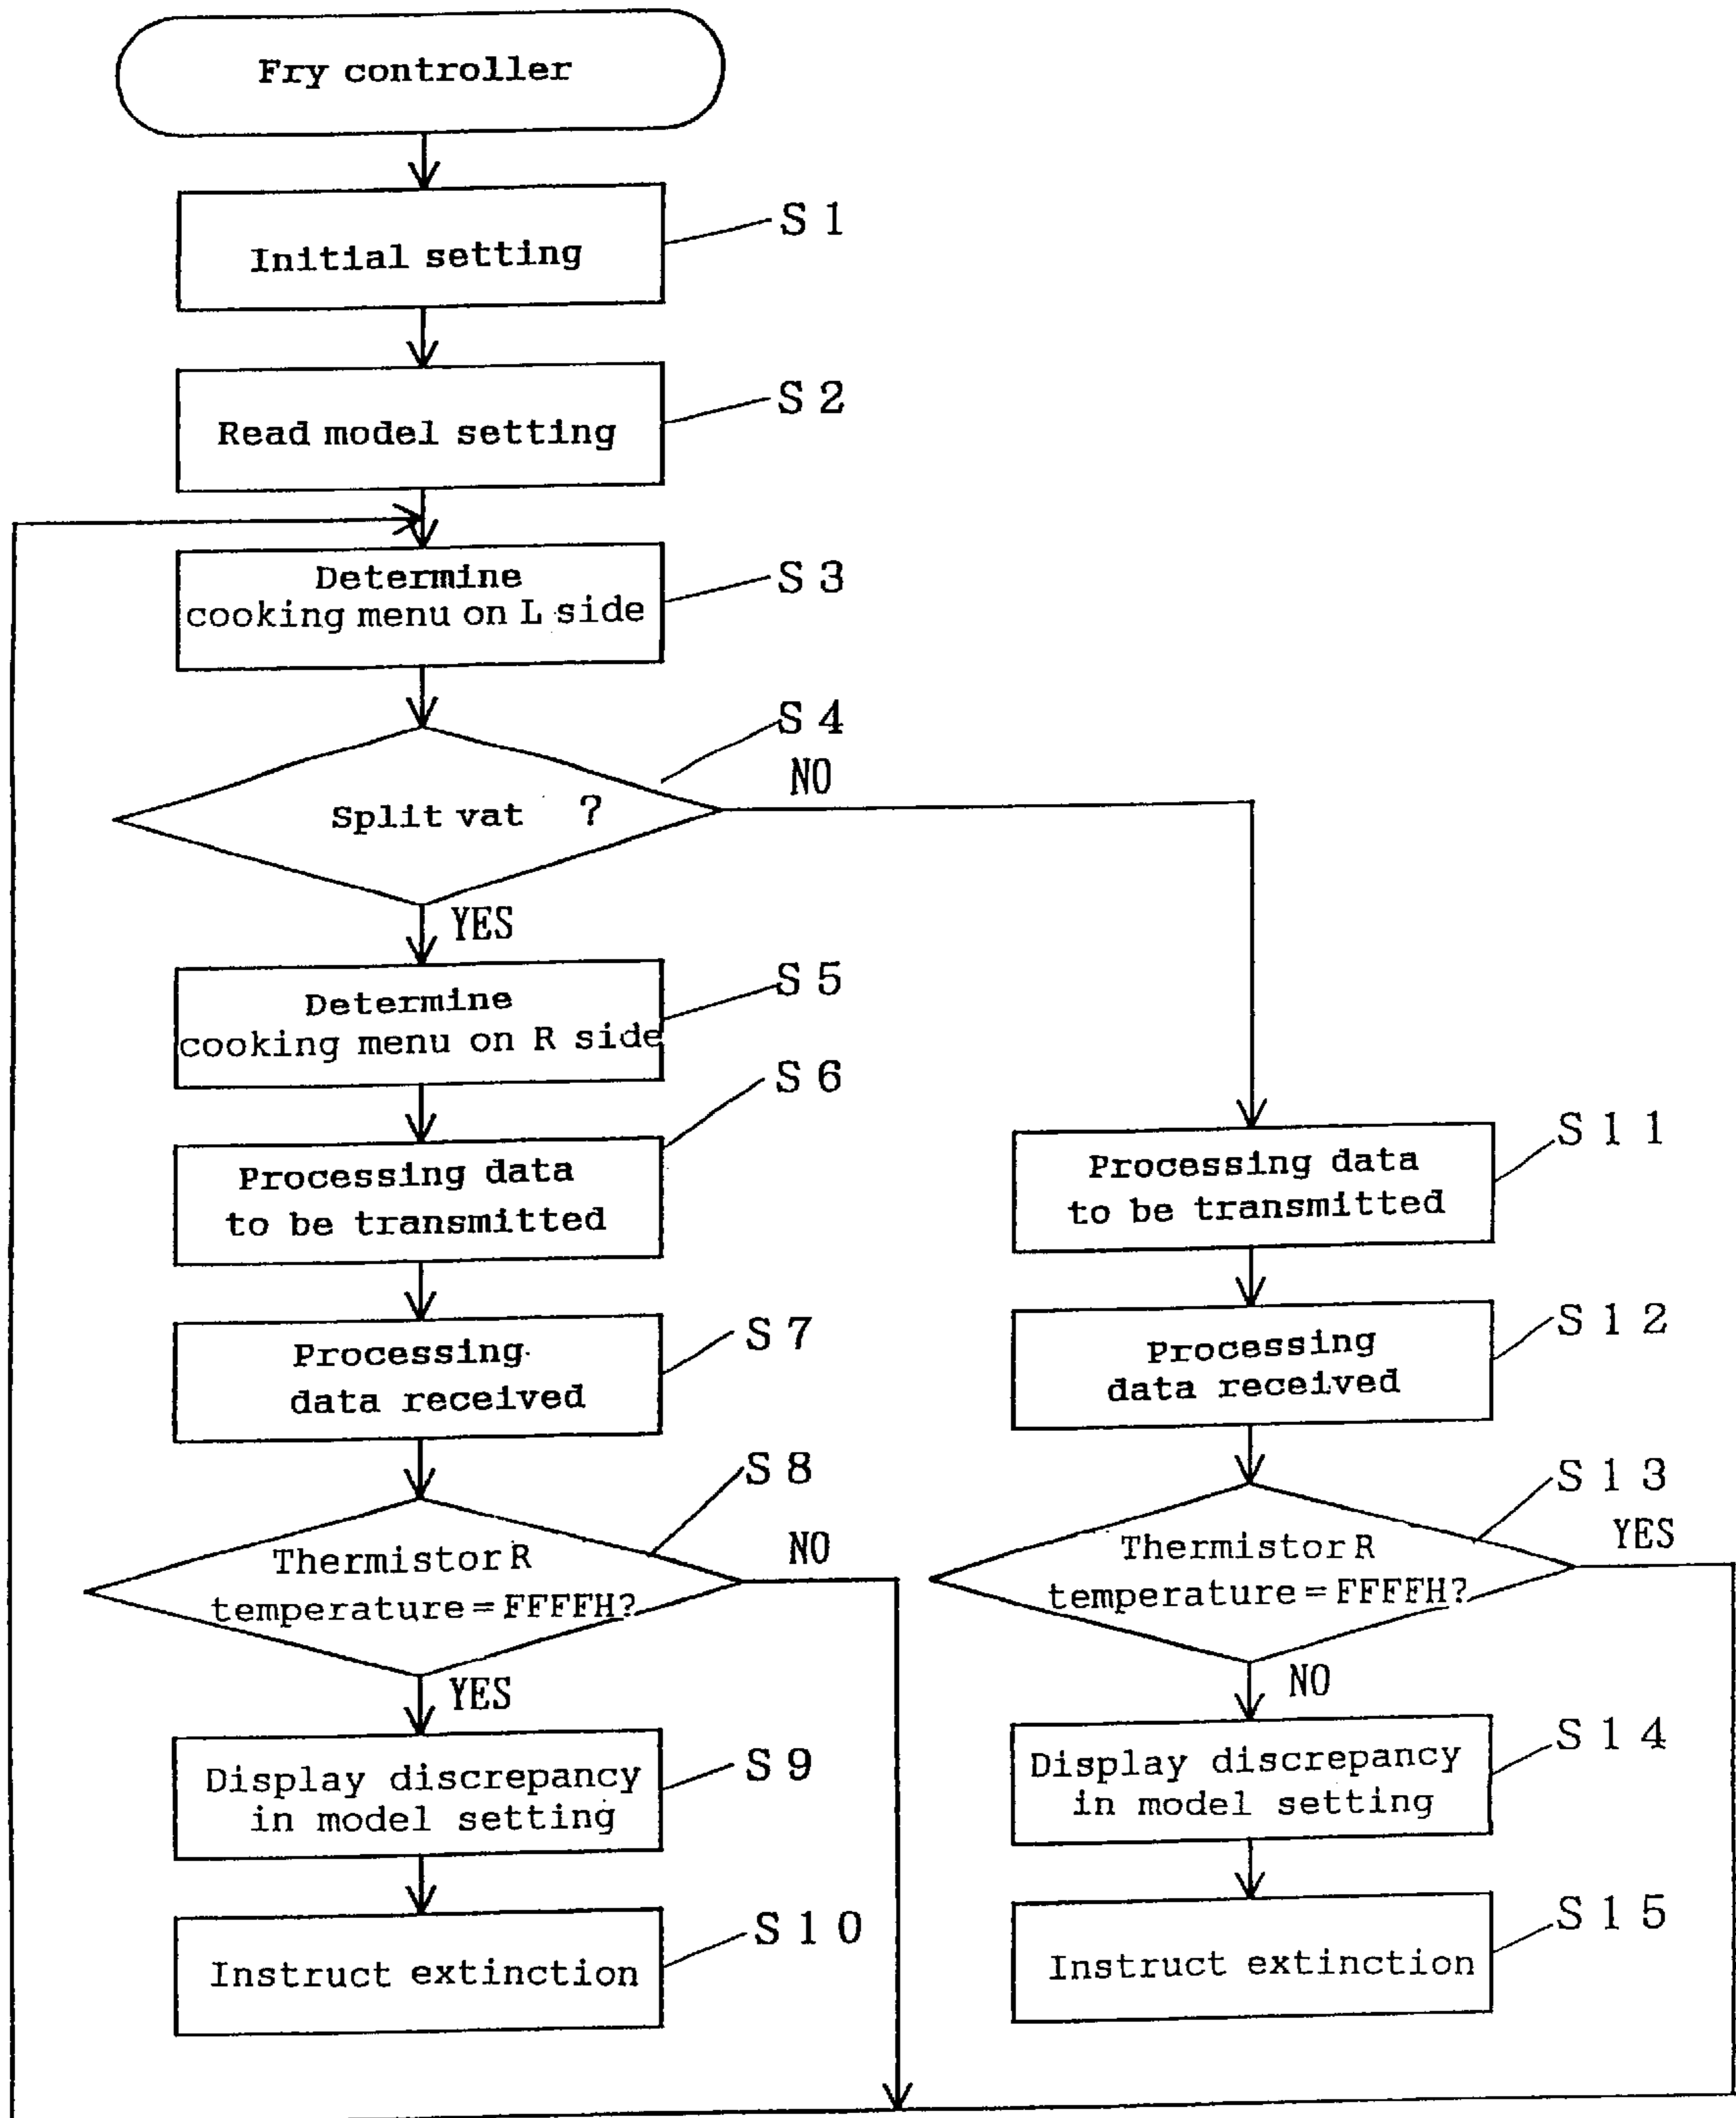 Fry controller
S1
Initial setting
S2
Read model setting
S3
Determine
cooking menu on L side
S4
NO
Split vat ?
YES
S5
Determine
cooking menu on R side
S6
Processing data
to be transmitted
S7
Processing
data received
S8
NO
Thermistor R
temperature=FFFFH?
YES
S9
Display discrepancy
in model setting
S10
Instruct extinction
S11
Processing data
to be transmitted
S12
Processing
data received
S13
YES
Thermistor R
temperature=FFFFH?
NO
S14
Display discrepancy
in model setting
S15
Instruct extinction